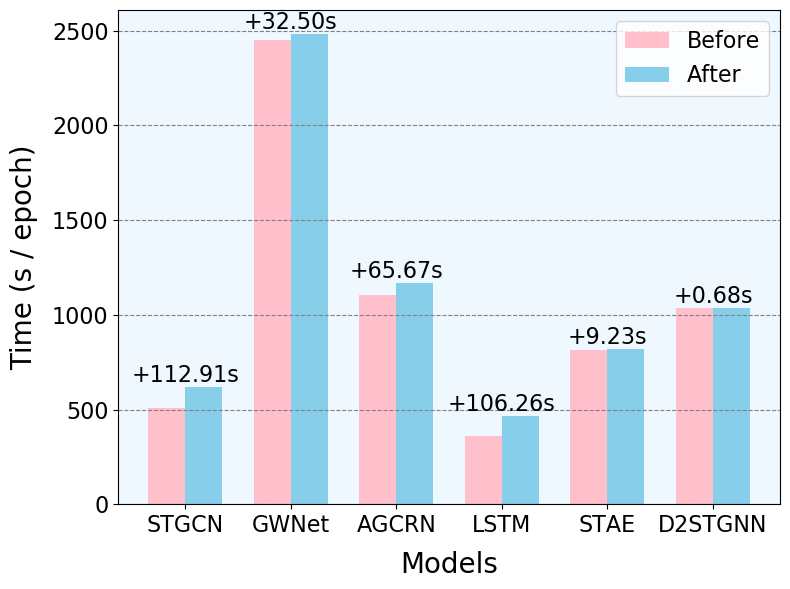 +32.50s
2500
Before
After
2000
1500
+65.67s
+0.68s
1000
+9.23s
+112.91s
+106.26s
500
0
STGCN GWNet AGCRN LSTM STAE D2STGNN
Models
Time (s / epoch)